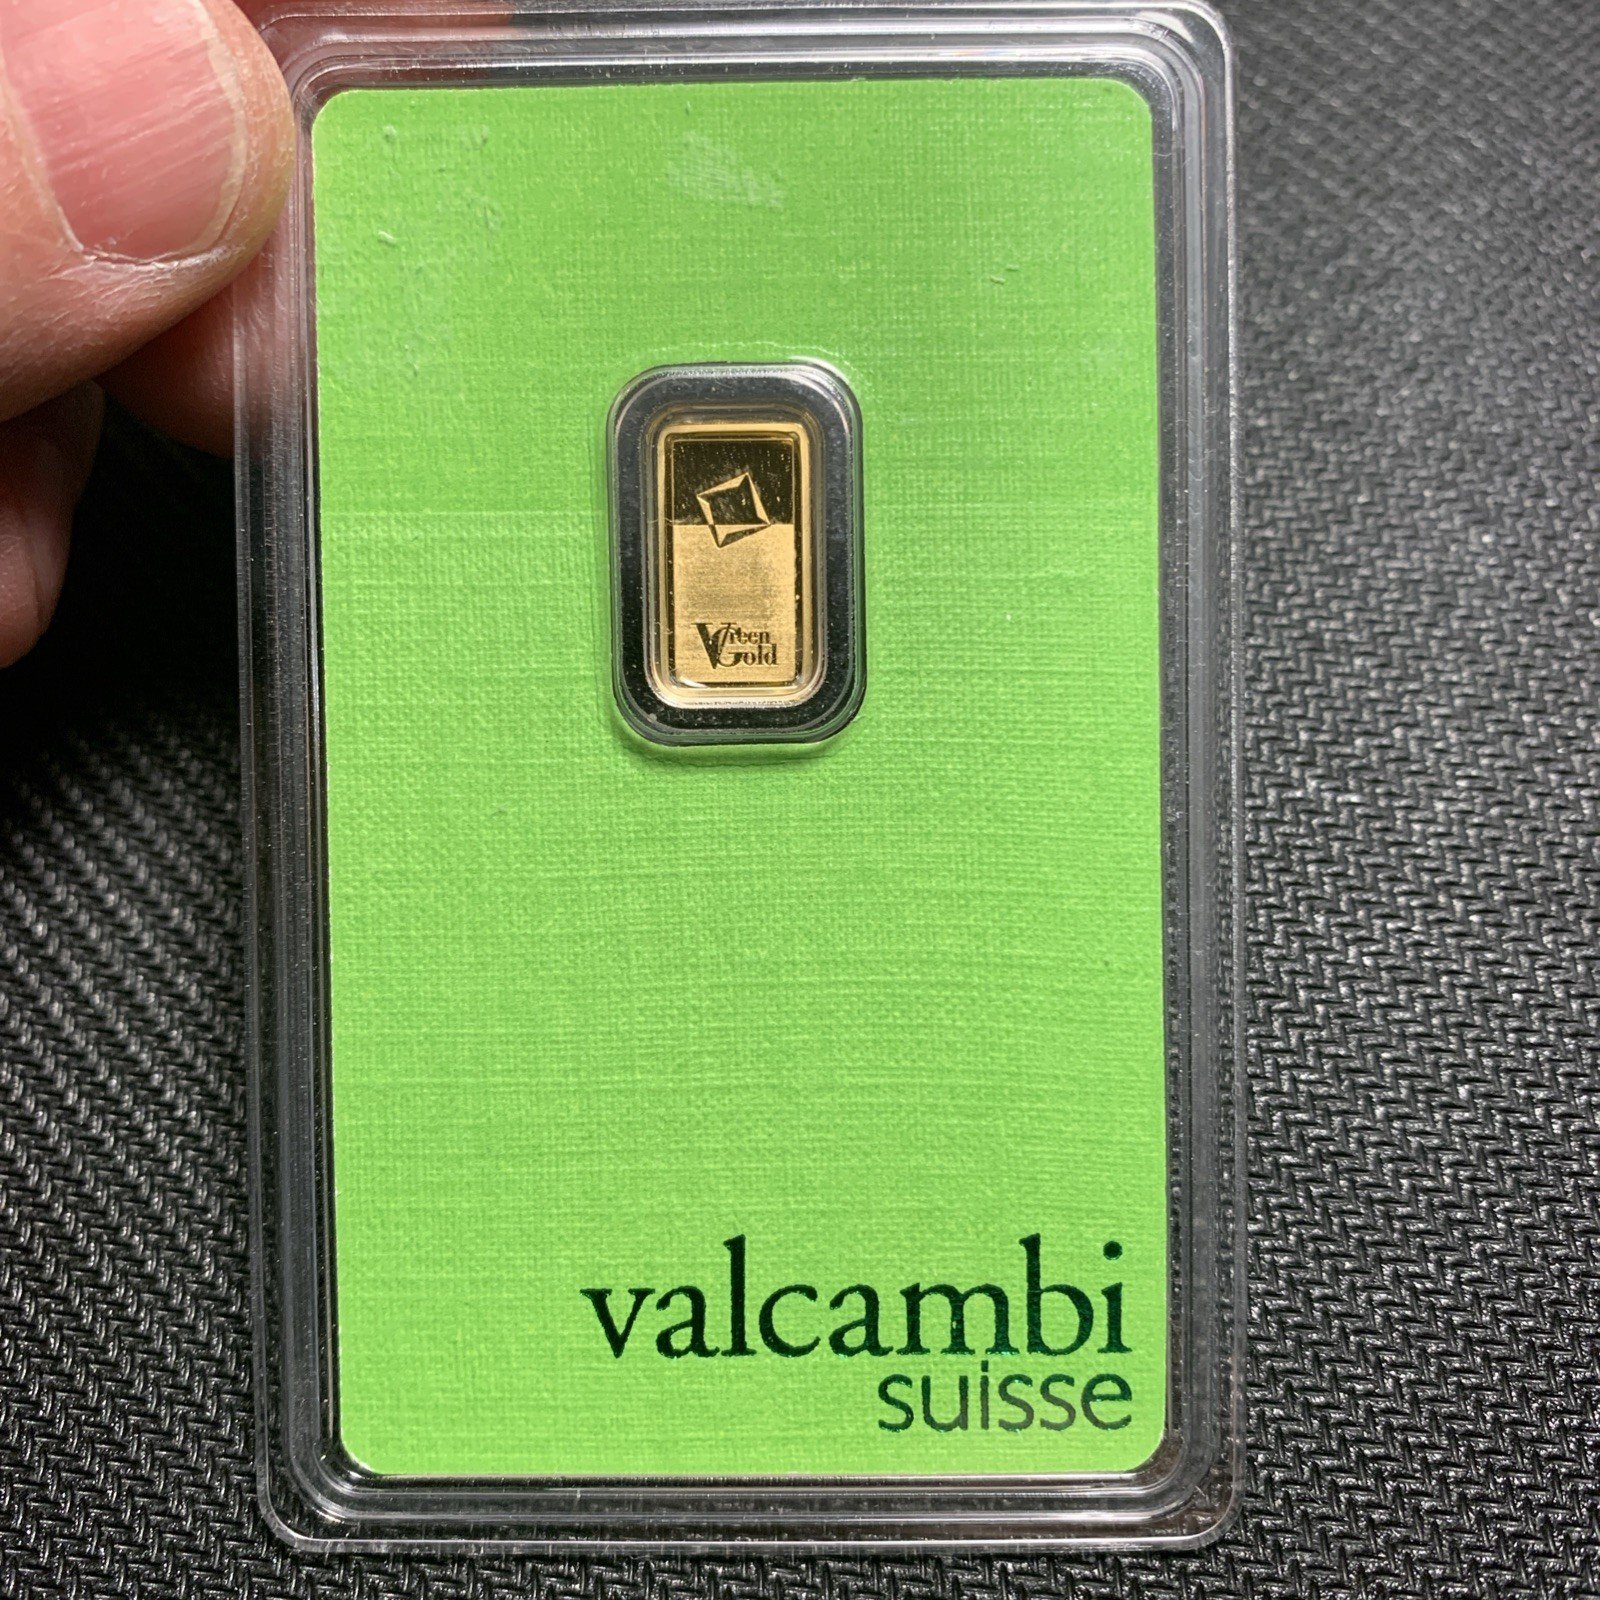 Green
Gold
valcambi
suisse